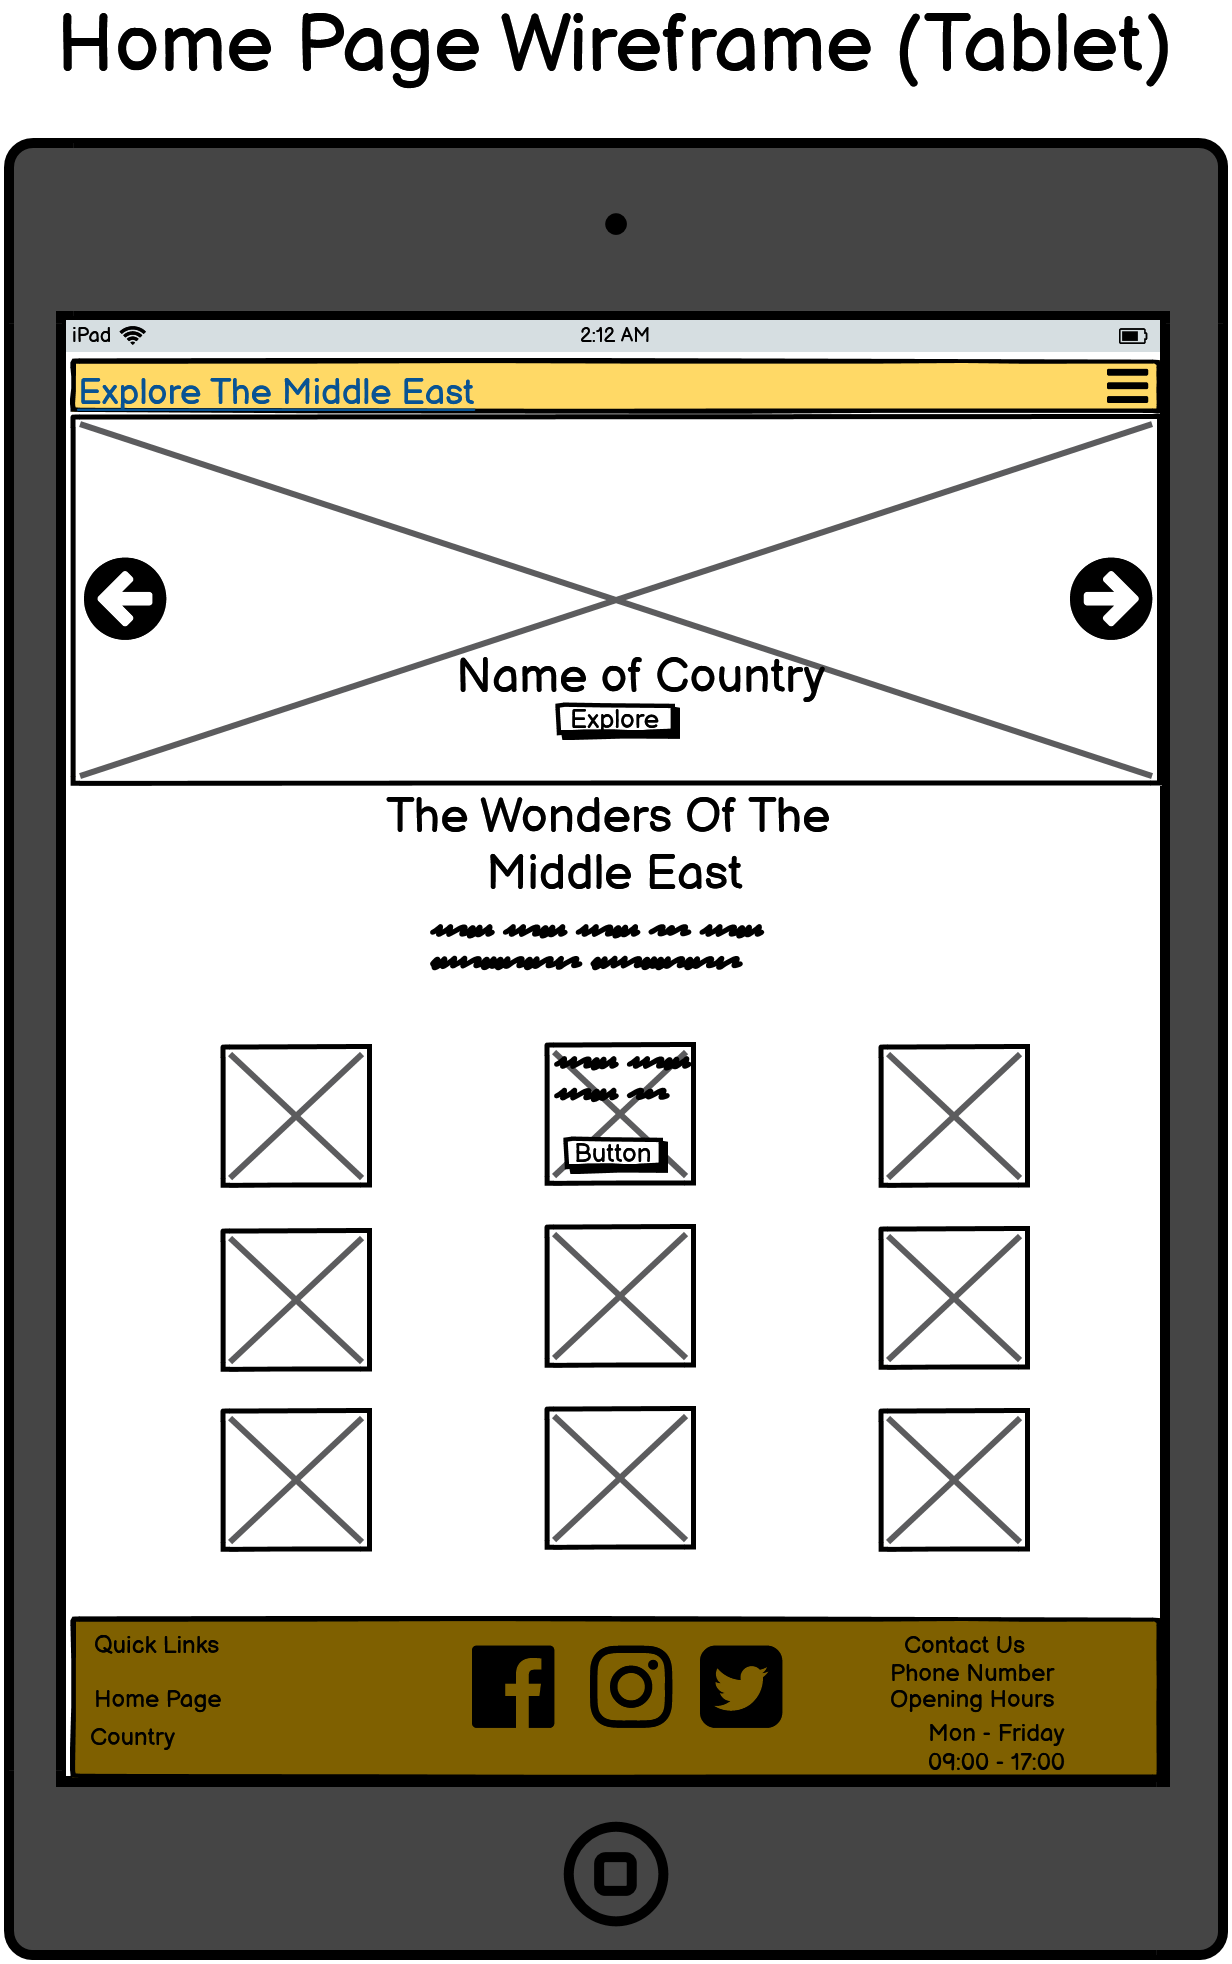 Home Page Wireframe (Tablet)
iPad 2:12 AM
Explore The Middle East
Name of Country
Explore
The Wonders Of The
Middle East
Button
Quick Links
Home Page
Country
Contact Us
Phone Number
Opening Hours
Mon - Friday
09:00 - 17:00